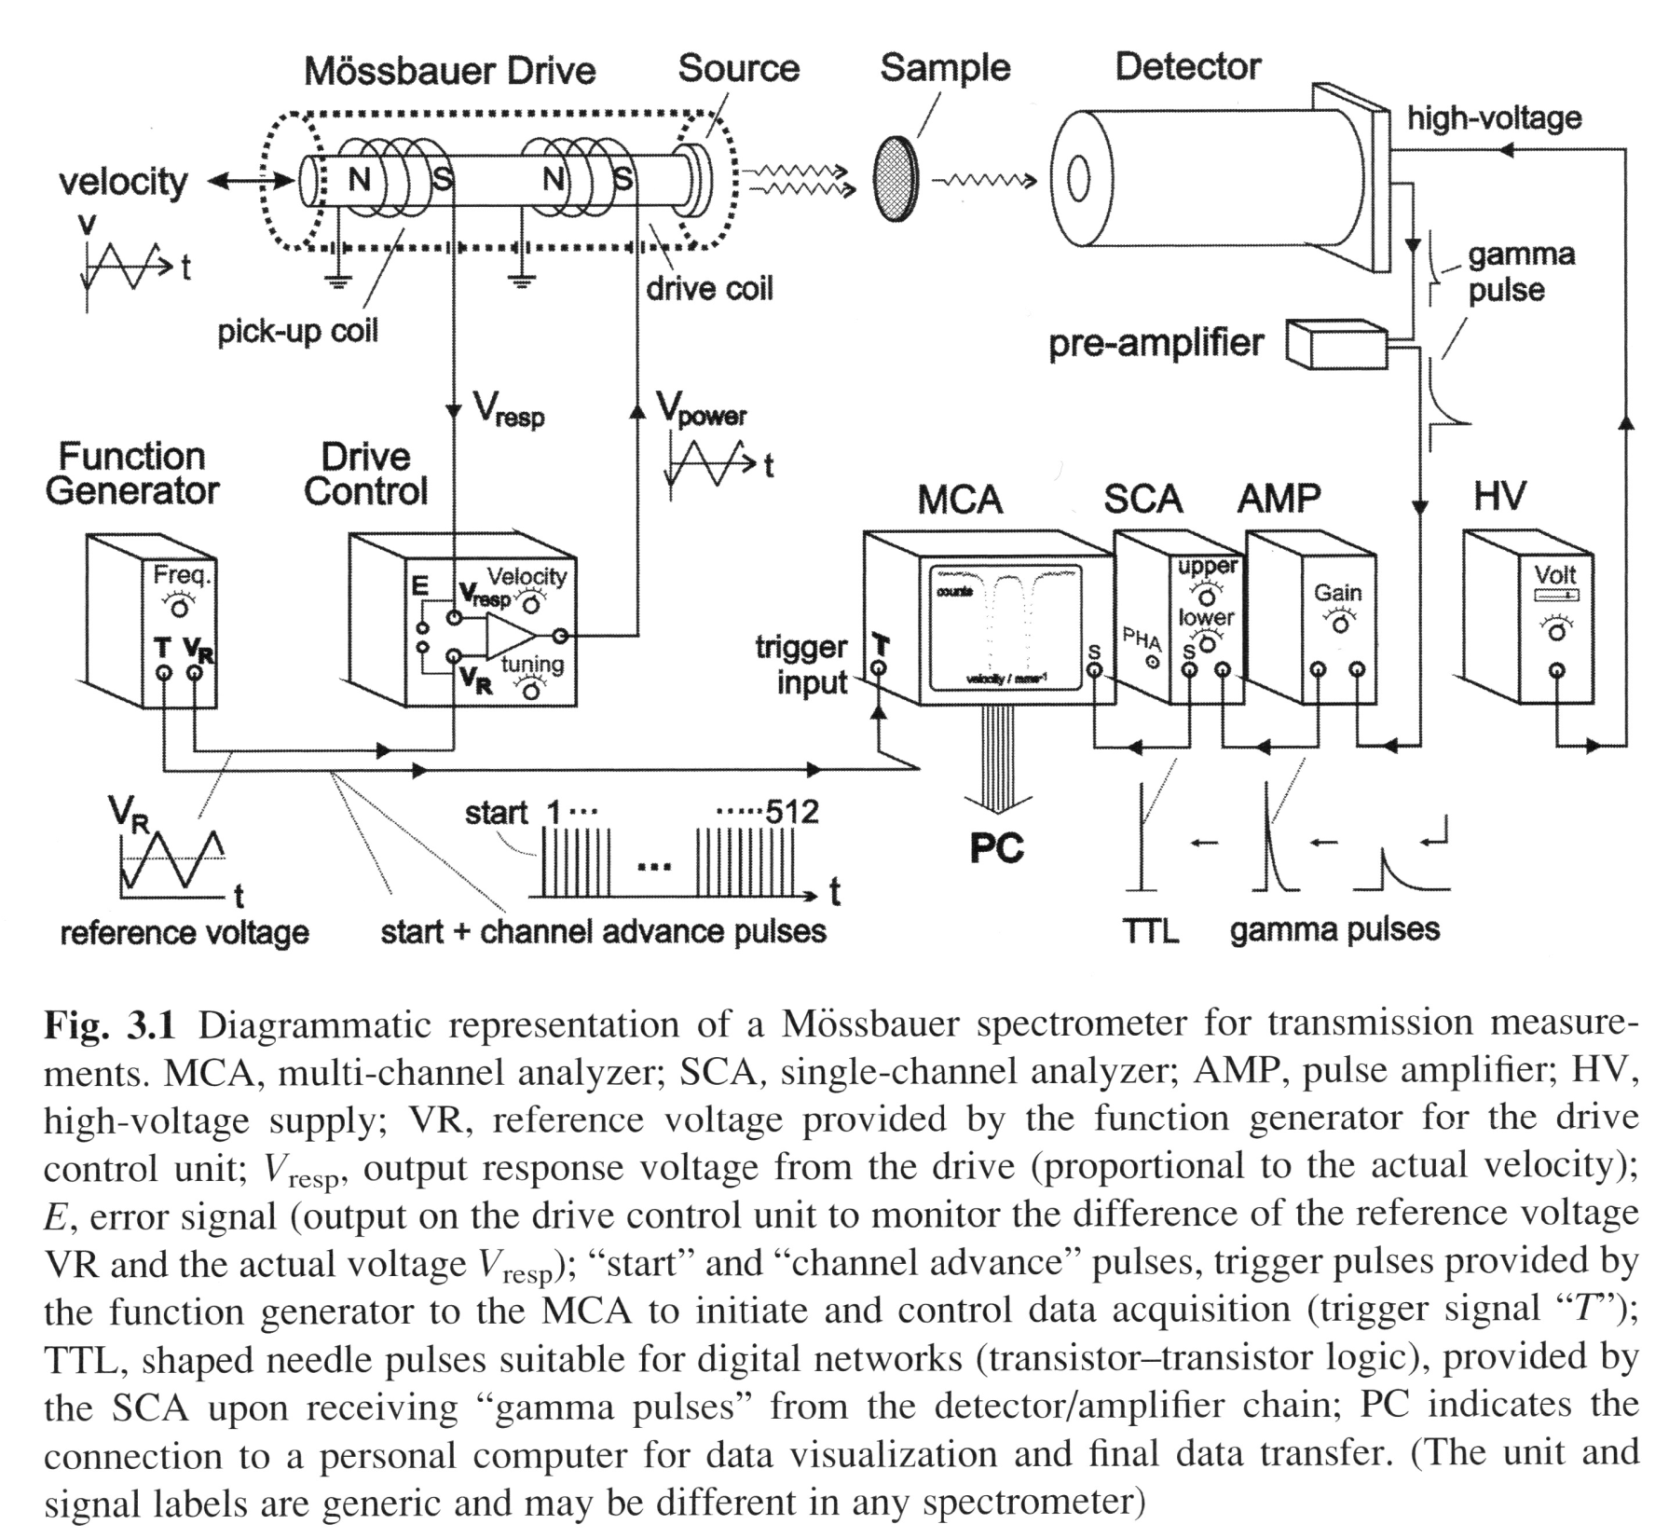 Mössbauer Drive
Source
Sample
Detector
high-voltage
velocity
N
S
N
S
v
t
gamma
pulse
drive coil
pick-up coil
pre-amplifier
Vresp
Vpower
t
Function
Generator
Drive
Control
MCA
SCA
AMP
HV
Freq.
T
VR
E
Vresp
Velocity
VR
tuning
trigger
input
T
counts
velocity / mms-1
S
PHA
upper
lower
S
Gain
Volt
VR
t
reference voltage
start 1 ··· ·····512
...
t
start + channel advance pulses
PC
TTL
gamma pulses
Fig. 3.1 Diagrammatic representation of a Mössbauer spectrometer for transmission measure-
ments. MCA, multi-channel analyzer; SCA, single-channel analyzer; AMP, pulse amplifier; HV,
high-voltage supply; VR, reference voltage provided by the function generator for the drive
control unit; Vresp, output response voltage from the drive (proportional to the actual velocity);
E, error signal (output on the drive control unit to monitor the difference of the reference voltage
VR and the actual voltage Vresp); “start” and “channel advance” pulses, trigger pulses provided by
the function generator to the MCA to initiate and control data acquisition (trigger signal “T”);
TTL, shaped needle pulses suitable for digital networks (transistor–transistor logic), provided by
the SCA upon receiving “gamma pulses” from the detector/amplifier chain; PC indicates the
connection to a personal computer for data visualization and final data transfer. (The unit and
signal labels are generic and may be different in any spectrometer)